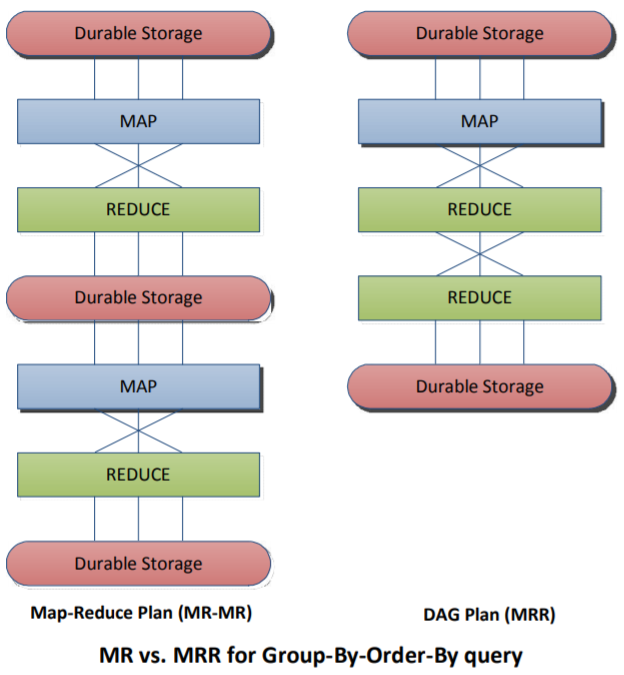 Durable Storage
MAP
REDUCE
Durable Storage
MAP
REDUCE
Durable Storage
Map-Reduce Plan (MR-MR)
Durable Storage
MAP
REDUCE
REDUCE
Durable Storage
DAG Plan (MRR)
MR vs. MRR for Group-By-Order-By query